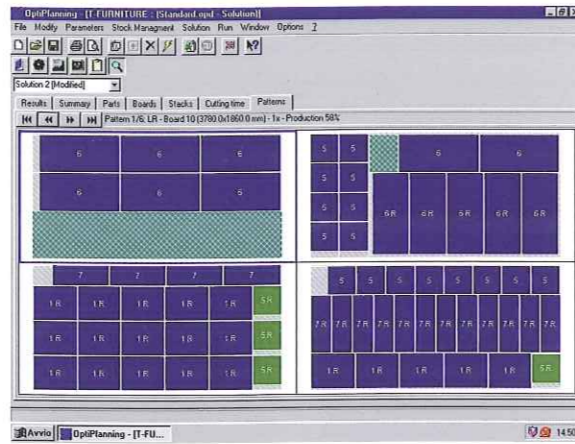 OptiPlanning - [T-FURNITURE : (Standard.opd - Solution)]
File Modify Parameters Stock Managment Solution Run Window Options ?
Solution 2 [Modified]
Results Summary Parts Boards Stacks Cutting time Patterns
Pattern 1/6: LR - Board 10 (3780.0x1860.0 mm) - 1x - Production 56%
6 6 6
6 6 6
5 5 6 6
5 5
5 5 6R 6R 6R 6R 6R
5 5
7 7 7 7
1R 1R 1R 1R 1R 5R
1R 1R 1R 1R 1R 5R
1R 1R 1R 1R 1R 5R
5 5 5 5 5 5 5 5
7R 7R 7R 7R 7R 7R 7R 7R 7R 7R 7R
1R 1R 1R 1R 1R 5R
Avvio OptiPlanning - [T-FU... 14.50